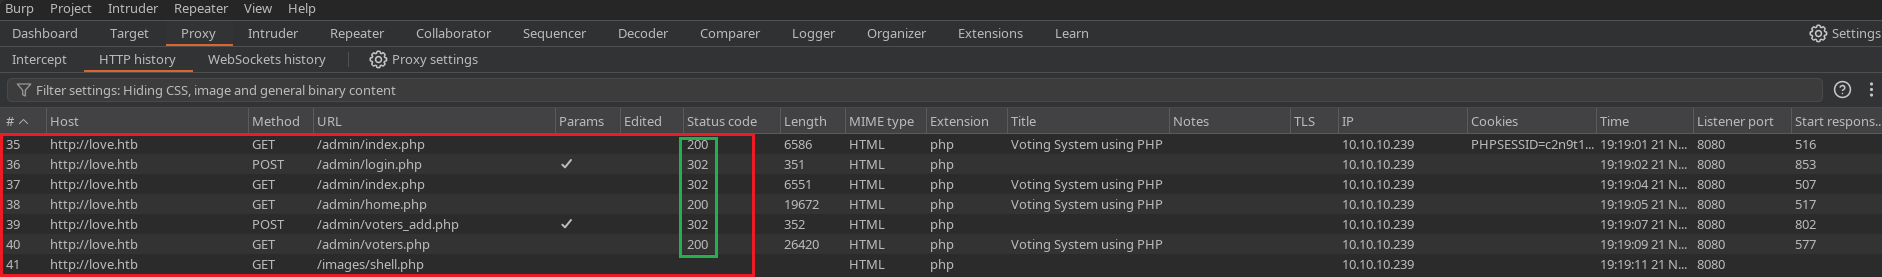 Burp Project Intruder Repeater View Help
Dashboard Target Proxy Intruder Repeater Collaborator Sequencer Decoder Comparer Logger Organizer Extensions Learn Settings
Intercept HTTP history WebSockets history Proxy settings
Filter settings: Hiding CSS, image and general binary content
# Host Method URL Params Edited Status code Length MIME type Extension Title Notes TLS IP Cookies Time Listener port Start respons...
35 http://love.htb GET /admin/index.php 200 6586 HTML php Voting System using PHP 10.10.10.239 PHPSESSID=c2n9t1... 19:19:01 21 N... 8080 516
36 http://love.htb POST /admin/login.php ✓ 302 351 HTML php 10.10.10.239 19:19:02 21 N... 8080 853
37 http://love.htb GET /admin/index.php 302 6551 HTML php Voting System using PHP 10.10.10.239 19:19:04 21 N... 8080 507
38 http://love.htb GET /admin/home.php 200 19672 HTML php Voting System using PHP 10.10.10.239 19:19:05 21 N... 8080 517
39 http://love.htb POST /admin/voters_add.php ✓ 302 352 HTML php 10.10.10.239 19:19:07 21 N... 8080 802
40 http://love.htb GET /admin/voters.php 200 26420 HTML php Voting System using PHP 10.10.10.239 19:19:09 21 N... 8080 577
41 http://love.htb GET /images/shell.php HTML php 10.10.10.239 19:19:11 21 N... 8080